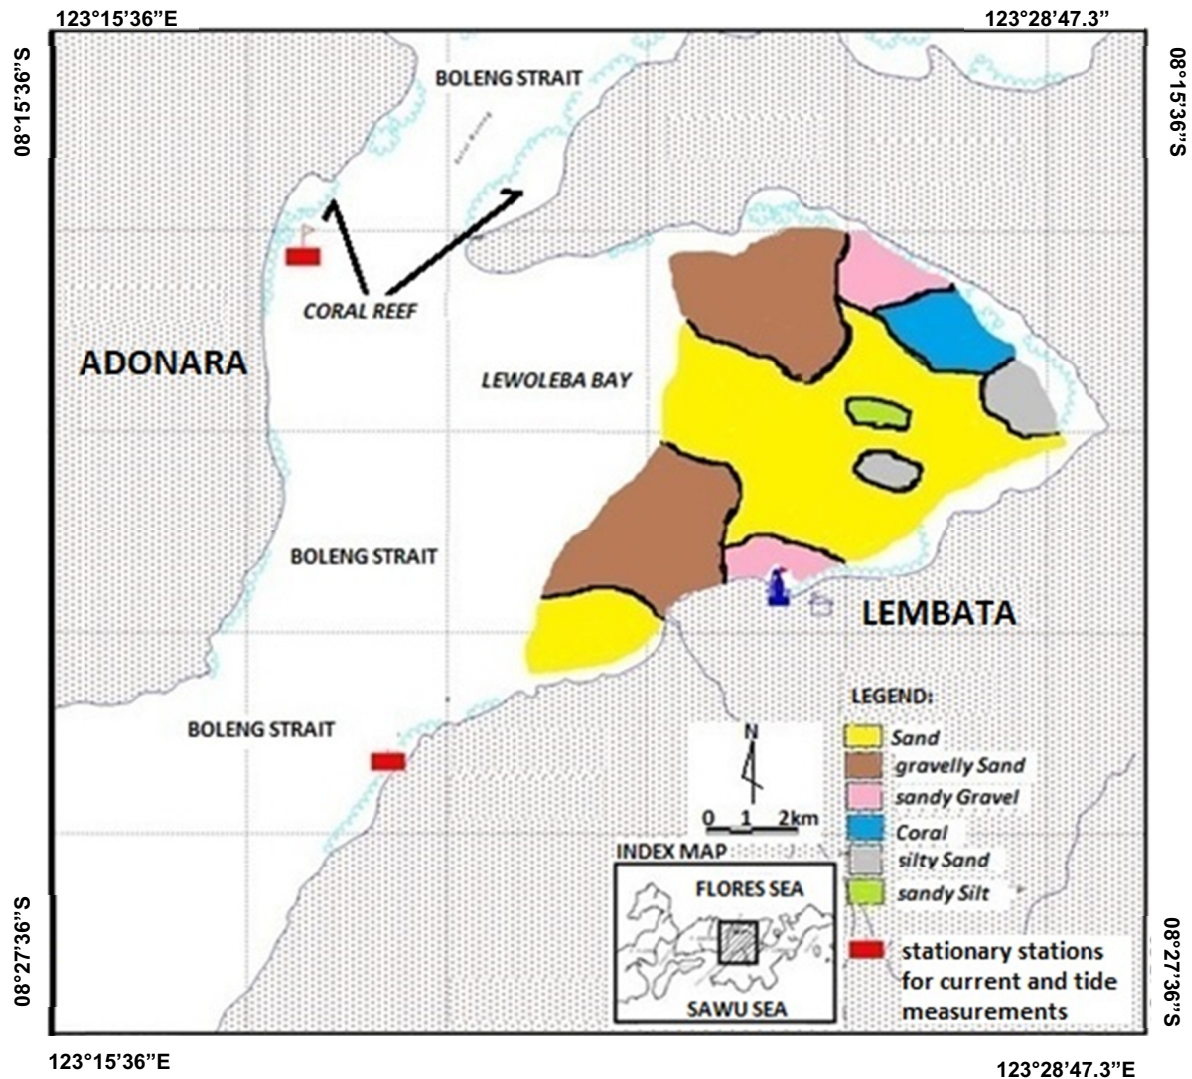 123°15’36”E
123°28’47.3”
08°15’36”S
08°15’36”S
BOLENG STRAIT
CORAL REEF
ADONARA
LEWOLEBA BAY
BOLENG STRAIT
LEMBATA
BOLENG STRAIT
LEGEND:
Sand
gravelly Sand
sandy Gravel
Coral
silty Sand
sandy Silt
stationary stations
for current and tide
measurements
N
0 1 2km
INDEX MAP
FLORES SEA
SAWU SEA
08°27’36”S
08°27’36”S
123°15’36”E
123°28’47.3”E